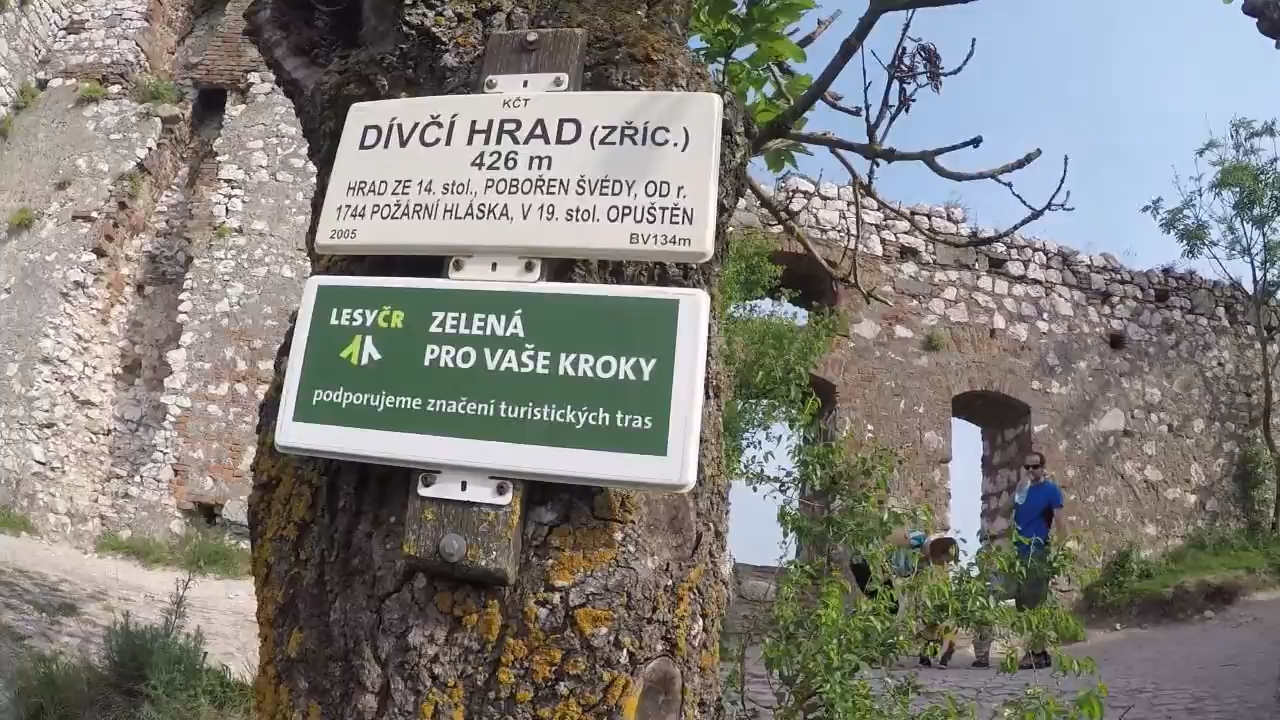 KČT
DÍVČÍ HRAD (ZŘÍC.)
426 m
HRAD ZE 14. stol., POBOŘEN ŠVÉDY, OD r.
1744 POŽÁRNÍ HLÁSKA, V 19. stol. OPUŠTĚN
2005 BV134m
LESYČR
ZELENÁ
PRO VAŠE KROKY
podporujeme značení turistických tras